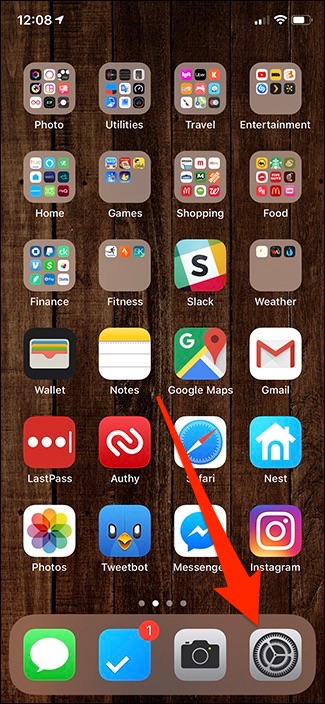 12:08
Photo Utilities Travel Entertainment
Home Games Shopping Food
Finance Fitness Slack Weather
Wallet Notes Google Maps Gmail
LastPass Authy Safari Nest
Photos Tweetbot Messenger Instagram
1